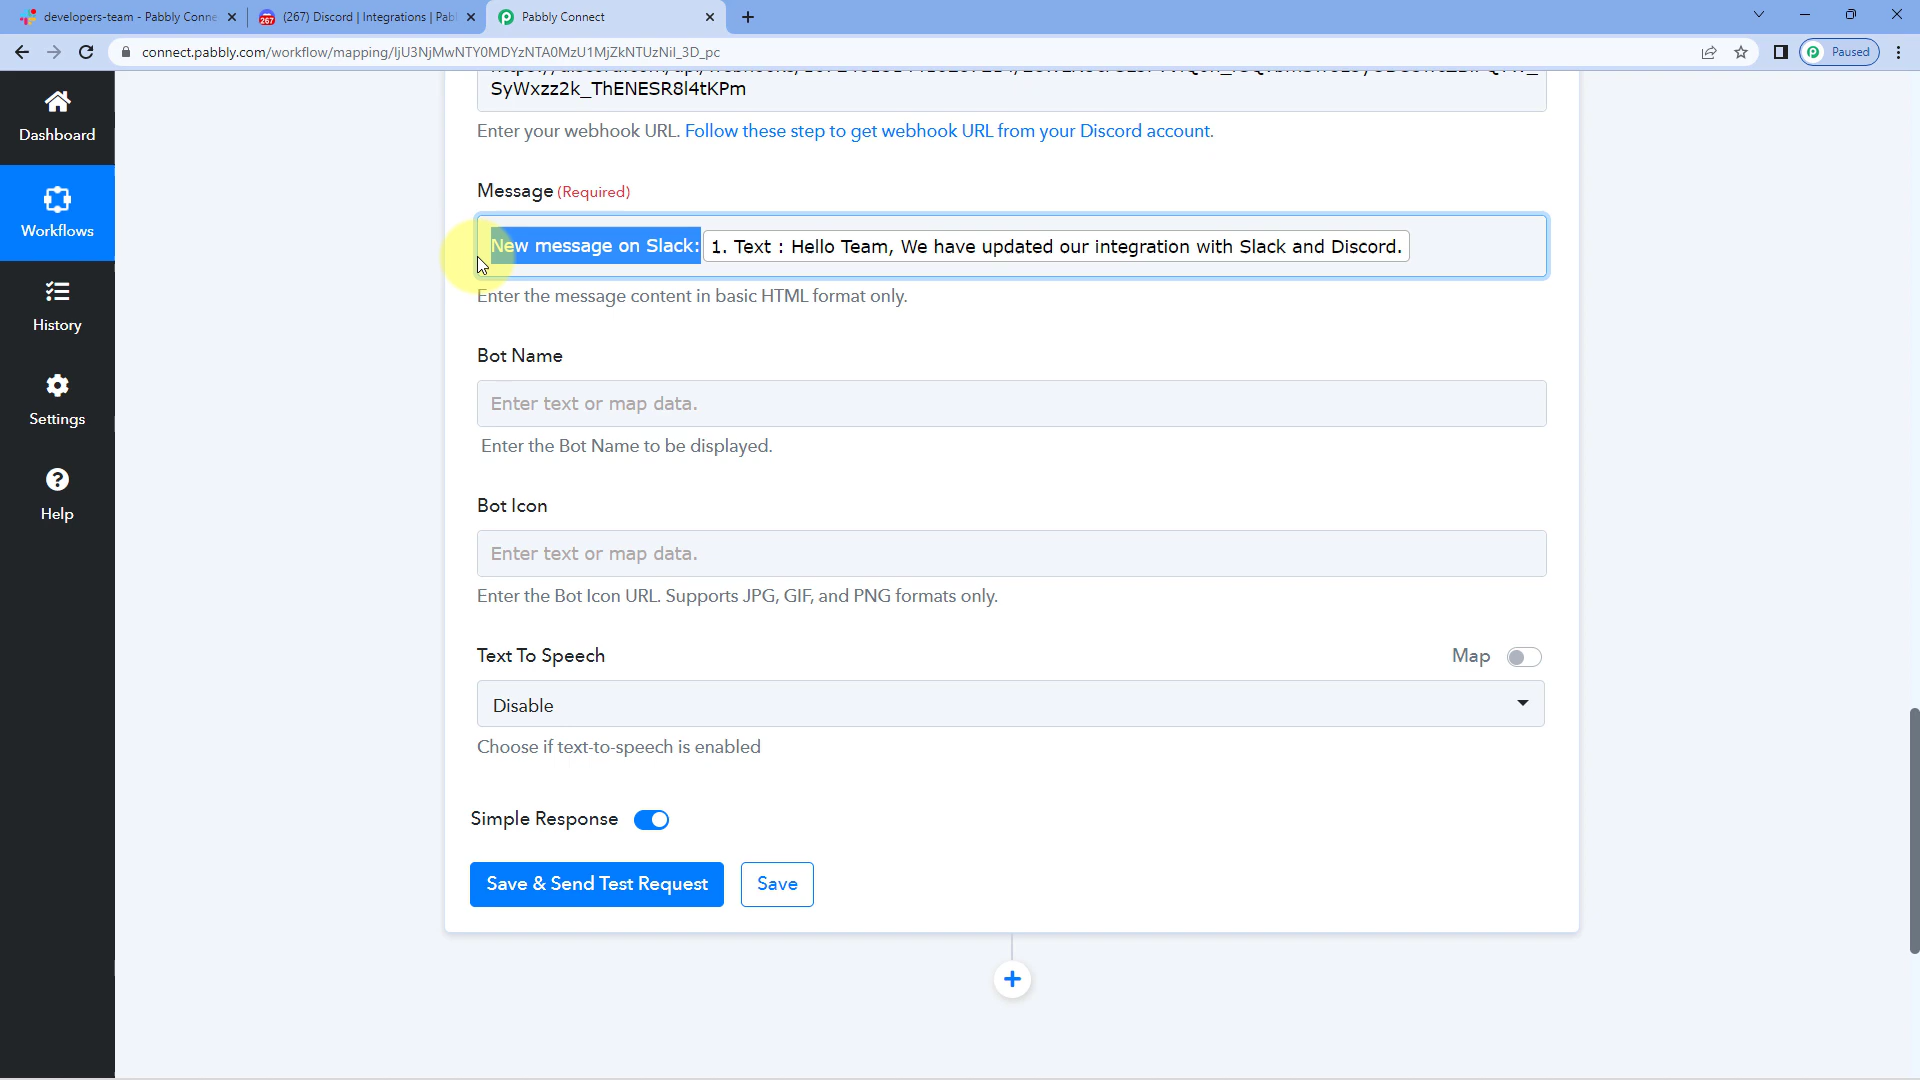 developers-team - Pabbly Conne
(267) Discord | Integrations | Pabl
Pabbly Connect
connect.pabbly.com/workflow/mapping/IjU3NjMwNTY0MDYzNTA0MzU1MjZkNTUzNiI_3D_pc
Paused
Dashboard
Workflows
History
Settings
Help
SyWxzz2k_ThENESR8l4tKPm
Enter your webhook URL. Follow these step to get webhook URL from your Discord account.
Message (Required)
New message on Slack: 1. Text : Hello Team, We have updated our integration with Slack and Discord.
Enter the message content in basic HTML format only.
Bot Name
Enter text or map data.
Enter the Bot Name to be displayed.
Bot Icon
Enter text or map data.
Enter the Bot Icon URL. Supports JPG, GIF, and PNG formats only.
Text To Speech
Map
Disable
Choose if text-to-speech is enabled
Simple Response
Save & Send Test Request
Save